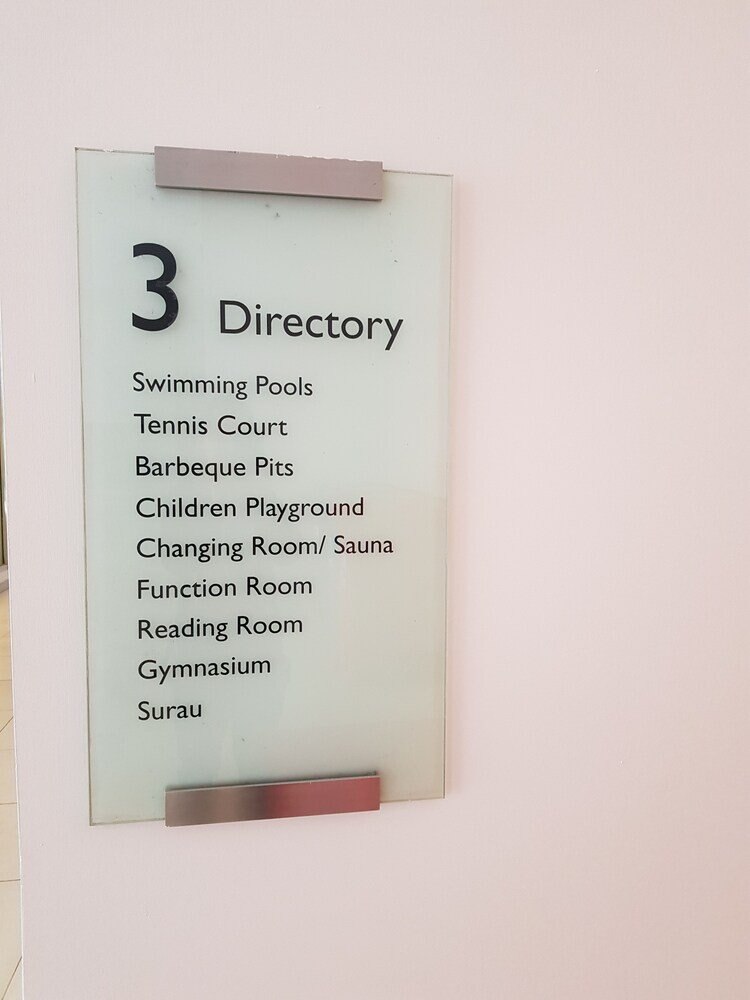 3 Directory
Swimming Pools
Tennis Court
Barbeque Pits
Children Playground
Changing Room/ Sauna
Function Room
Reading Room
Gymnasium
Surau